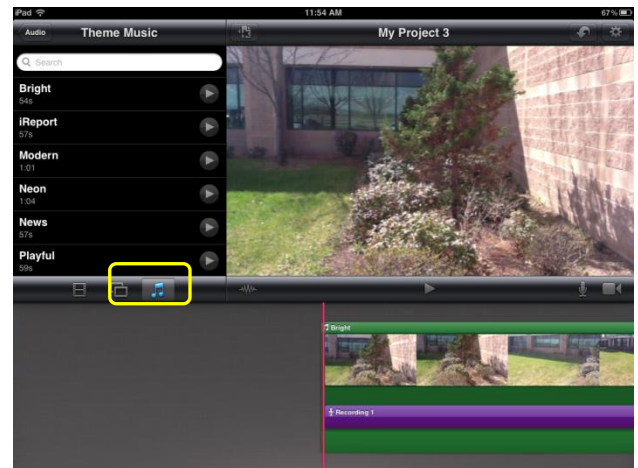 iPad 11:54 AM 67%
Audio Theme Music My Project 3
Search
Bright
54s
iReport
57s
Modern
1:01
Neon
1:04
News
57s
Playful
59s
Bright
Recording 1